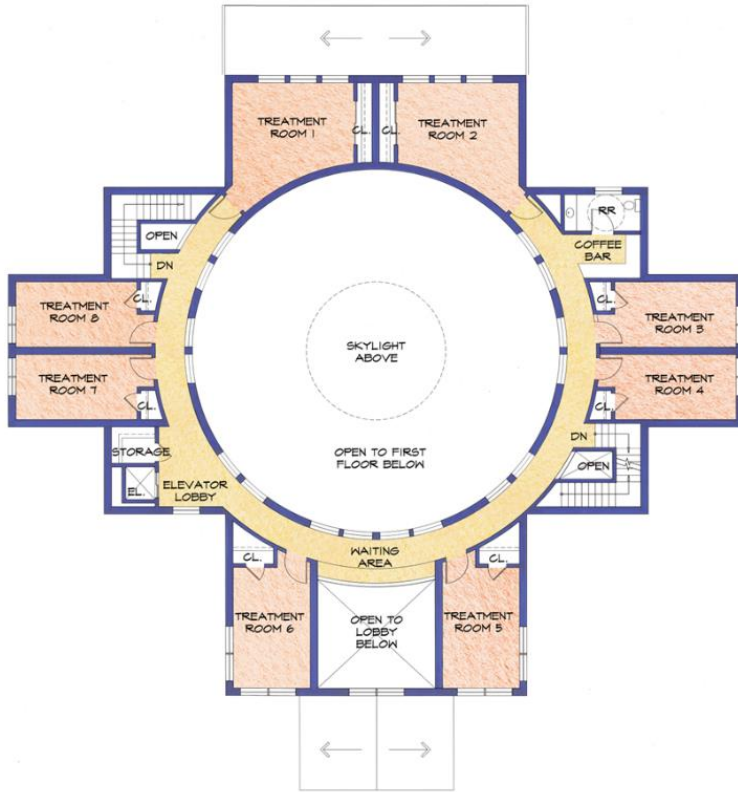 TREATMENT
ROOM 1
CL.
CL.
TREATMENT
ROOM 2
OPEN
DN
RR
COFFEE
BAR
CL.
TREATMENT
ROOM 8
CL.
TREATMENT
ROOM 3
SKYLIGHT
ABOVE
TREATMENT
ROOM 7
CL.
TREATMENT
ROOM 4
CL.
STORAGE
EL.
ELEVATOR
LOBBY
OPEN TO FIRST
FLOOR BELOW
DN
OPEN
WAITING
AREA
CL.
CL.
TREATMENT
ROOM 6
OPEN TO
LOBBY
BELOW
TREATMENT
ROOM 5